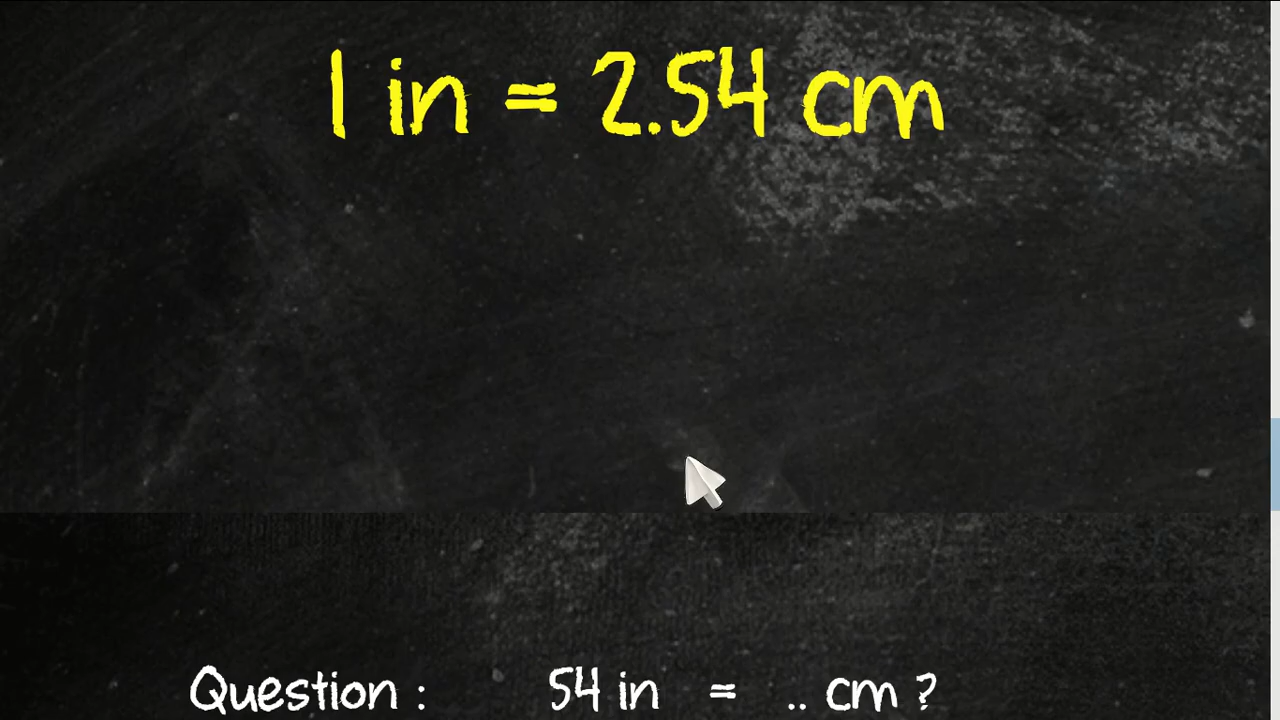 1 in = 2.54 cm
Question : 54 in = .. cm ?